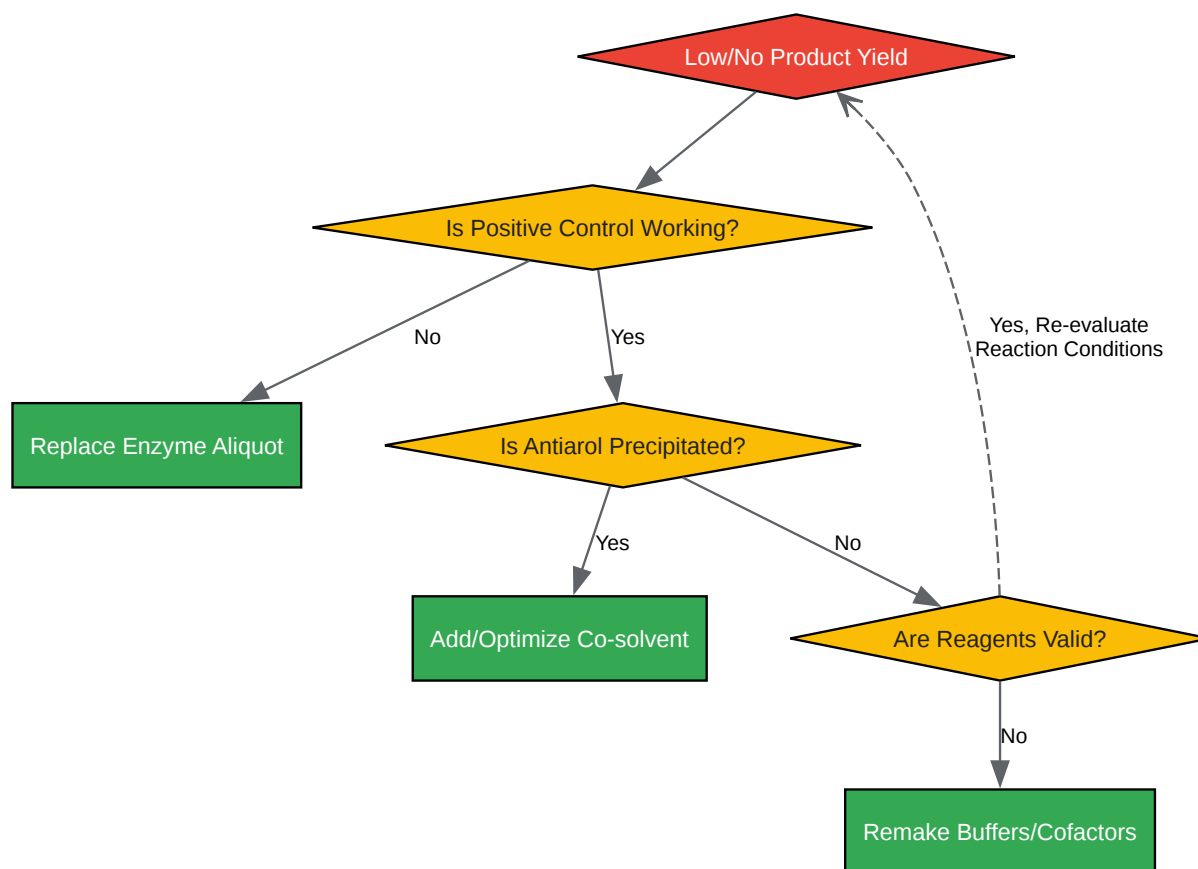 Low/No Product Yield
Is Positive Control Working?
Yes, Re-evaluate
Reaction Conditions
No
Yes
Replace Enzyme Aliquot
Is Antiarol Precipitated?
Yes
No
Add/Optimize Co-solvent
Are Reagents Valid?
No
Remake Buffers/Cofactors